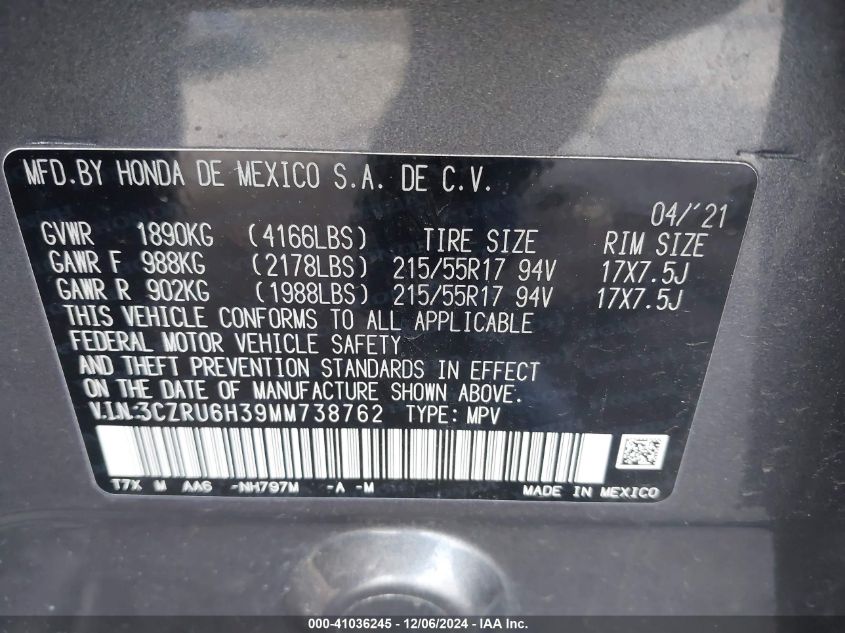 MFD.BY HONDA DE MEXICO S.A. DE C.V.
04/'21
GVWR 1890KG (4166LBS) TIRE SIZE RIM SIZE
GAWR F 988KG (2178LBS) 215/55R17 94V 17X7.5J
GAWR R 902KG (1988LBS) 215/55R17 94V 17X7.5J
THIS VEHICLE CONFORMS TO ALL APPLICABLE
FEDERAL MOTOR VEHICLE SAFETY
AND THEFT PREVENTION STANDARDS IN EFFECT
ON THE DATE OF MANUFACTURE SHOWN ABOVE.
V.I.N:3CZRU6H39MM738762 TYPE: MPV
T7X M AA6 -NH797M -A -M MADE IN MEXICO
000-41036245 - 12/06/2024 - IAA Inc.